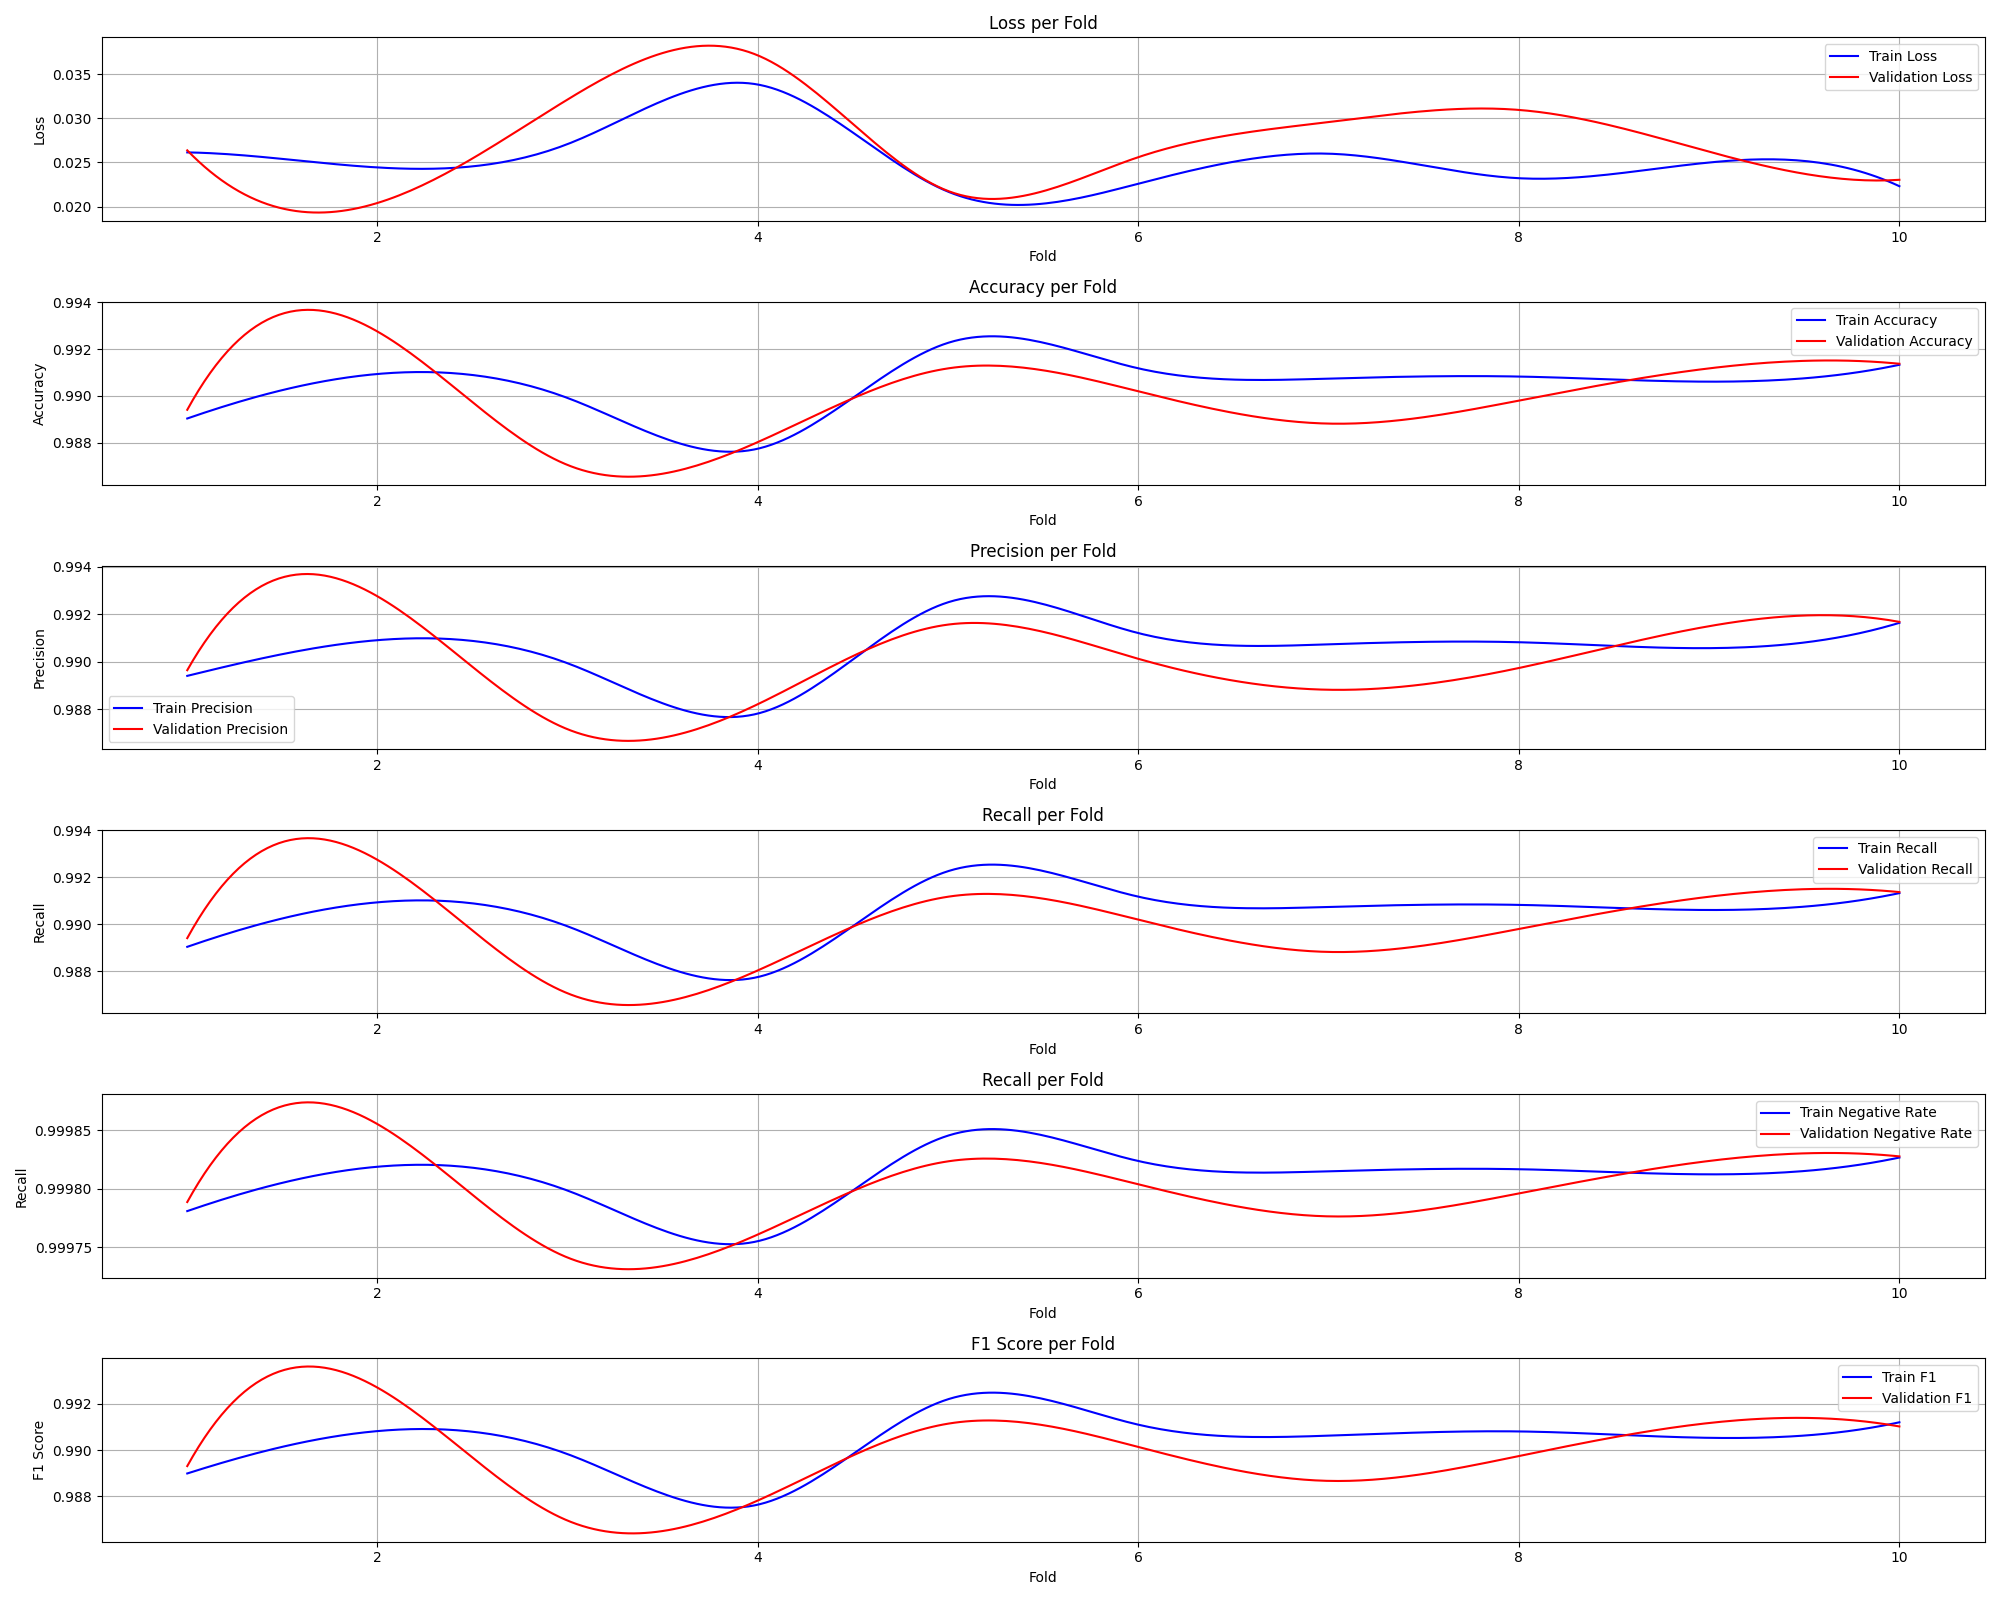 Loss per Fold
Train Loss
Validation Loss
Loss
0.035
0.030
0.025
0.020
2 4 6 8 10
Fold
Accuracy per Fold
Train Accuracy
Validation Accuracy
Accuracy
0.994
0.992
0.990
0.988
2 4 6 8 10
Fold
Precision per Fold
Train Precision
Validation Precision
Precision
0.994
0.992
0.990
0.988
2 4 6 8 10
Fold
Recall per Fold
Train Recall
Validation Recall
Recall
0.994
0.992
0.990
0.988
2 4 6 8 10
Fold
Recall per Fold
Train Negative Rate
Validation Negative Rate
Recall
0.99985
0.99980
0.99975
2 4 6 8 10
Fold
F1 Score per Fold
Train F1
Validation F1
F1 Score
0.992
0.990
0.988
2 4 6 8 10
Fold